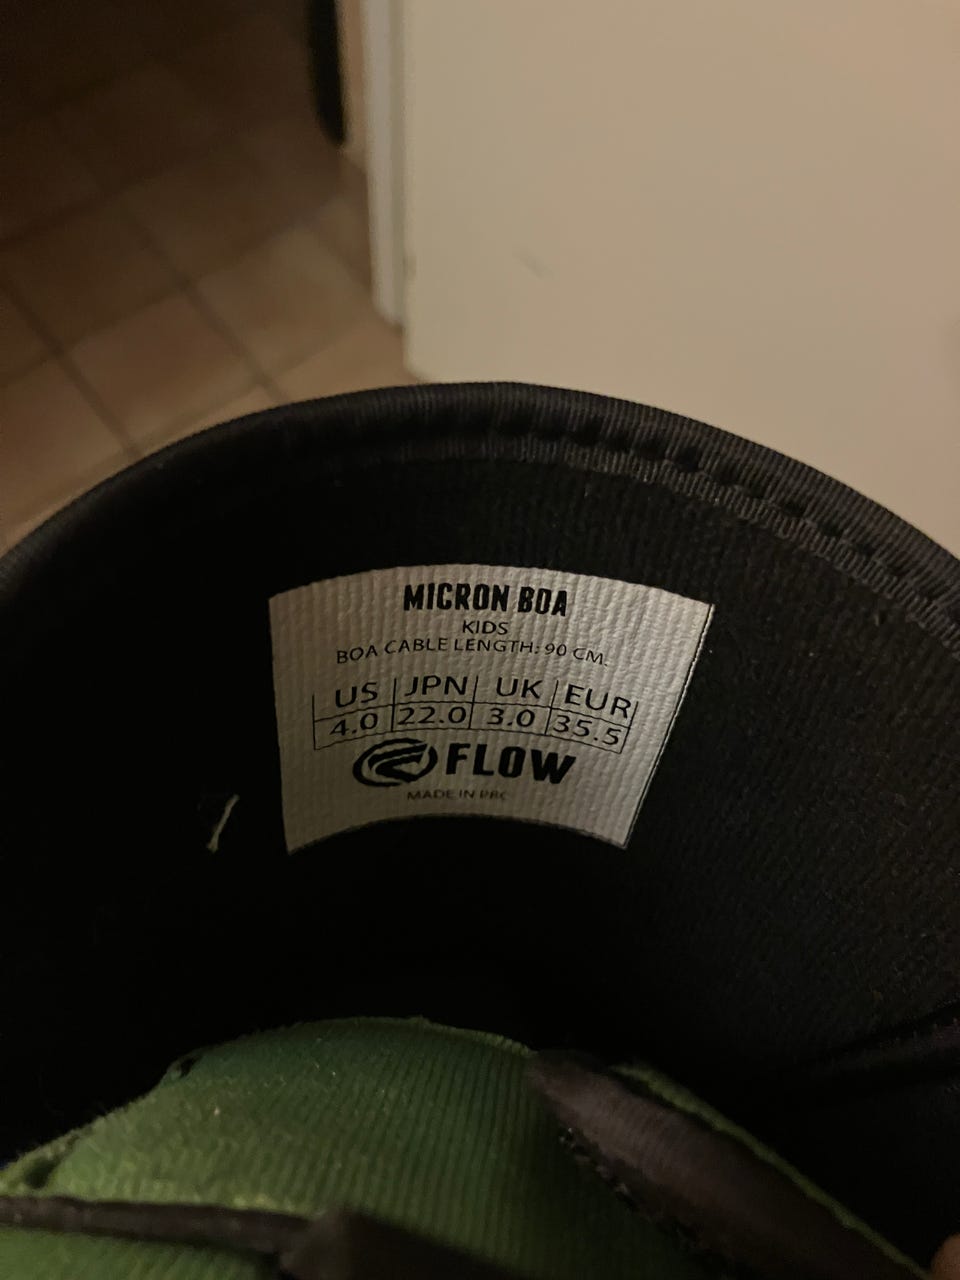 MICRON BOA
KIDS
BOA CABLE LENGTH: 90 CM.
US JPN UK EUR
4.0 22.0 3.0 35.5
FLOW
MADE IN PRC